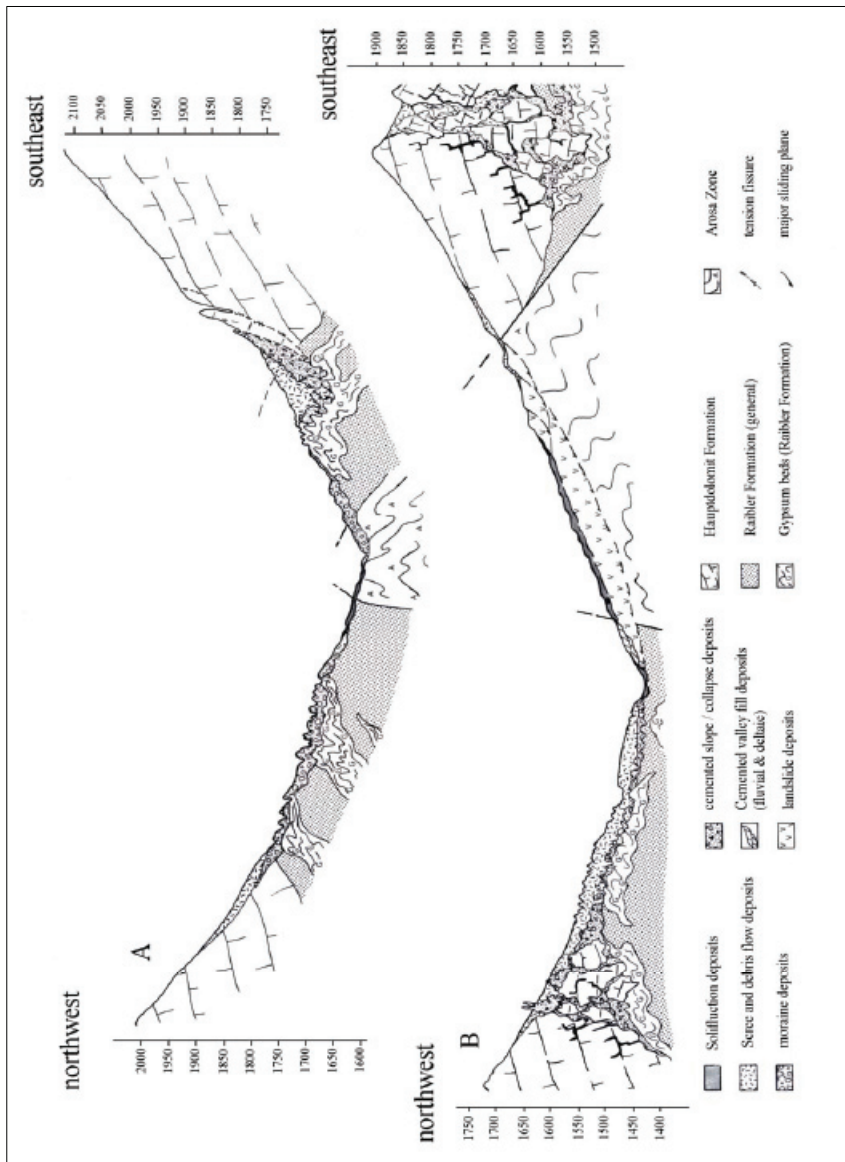 northwest
southeast
A
2000
1950
1900
1800
1750
1650
1600
2100
2050
2000
1950
1900
1850
1800
1750
northwest
southeast
B
1750
1700
1650
1600
1550
1500
1450
1400
1900
1850
1800
1750
1700
1650
1600
1550
1500
Solifluction deposits
Scree and debris flow deposits
moraine deposits
cemented slope / collapse deposits
Cemented valley fill deposits
(fluvial & deltaic)
landslide deposits
Hauptdolomit Formation
Raibler Formation (general)
Gypsum beds (Raibler Formation)
Arosa Zone
tension fissure
major sliding plane